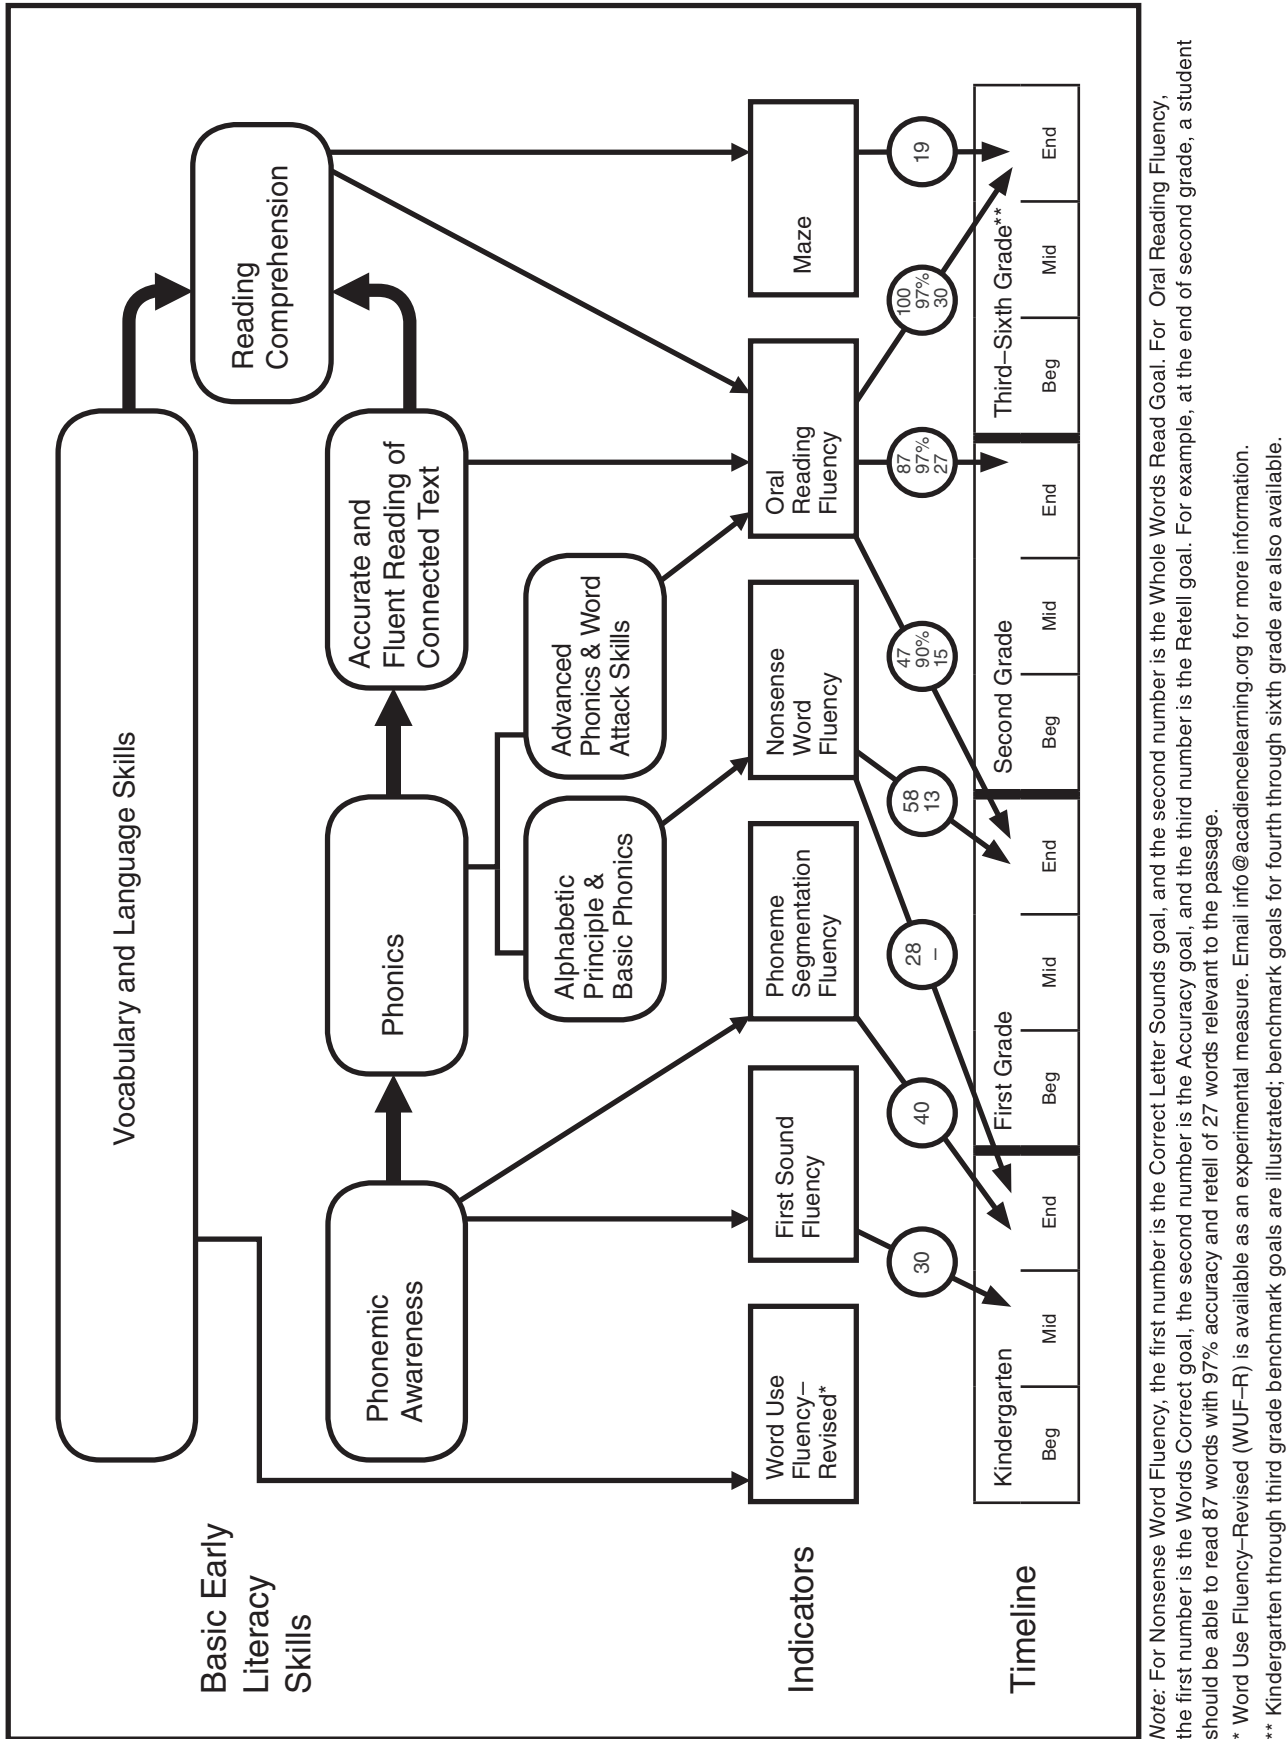 Basic Early
Literacy
Skills
Vocabulary and Language Skills
Reading
Comprehension
Phonemic
Awareness
Phonics
Accurate and
Fluent Reading of
Connected Text
Alphabetic
Principle &
Basic Phonics
Advanced
Phonics & Word
Attack Skills
Indicators
Word Use
Fluency–
Revised*
First Sound
Fluency
Phoneme
Segmentation
Fluency
Nonsense
Word
Fluency
Oral
Reading
Fluency
Maze
30
40
28
–
58
13
47
90%
15
87
97%
27
100
97%
30
19
Timeline
Kindergarten
Beg
Mid
End
First Grade
Beg
Mid
End
Second Grade
Beg
Mid
End
Third–Sixth Grade**
Beg
Mid
End
Note: For Nonsense Word Fluency, the first number is the Correct Letter Sounds goal, and the second number is the Whole Words Read Goal. For Oral Reading Fluency,
the first number is the Words Correct goal, the second number is the Accuracy goal, and the third number is the Retell goal. For example, at the end of second grade, a student
should be able to read 87 words with 97% accuracy and retell of 27 words relevant to the passage.
* Word Use Fluency–Revised (WUF–R) is available as an experimental measure. Email info@acadiencelearning.org for more information.
** Kindergarten through third grade benchmark goals are illustrated; benchmark goals for fourth through sixth grade are also available.